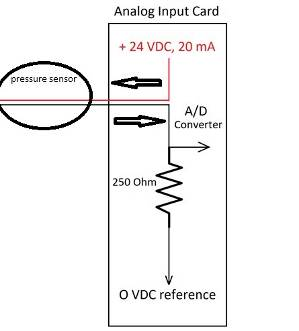 Analog Input Card
+ 24 VDC, 20 mA
pressure sensor
A/D
Converter
250 Ohm
O VDC reference